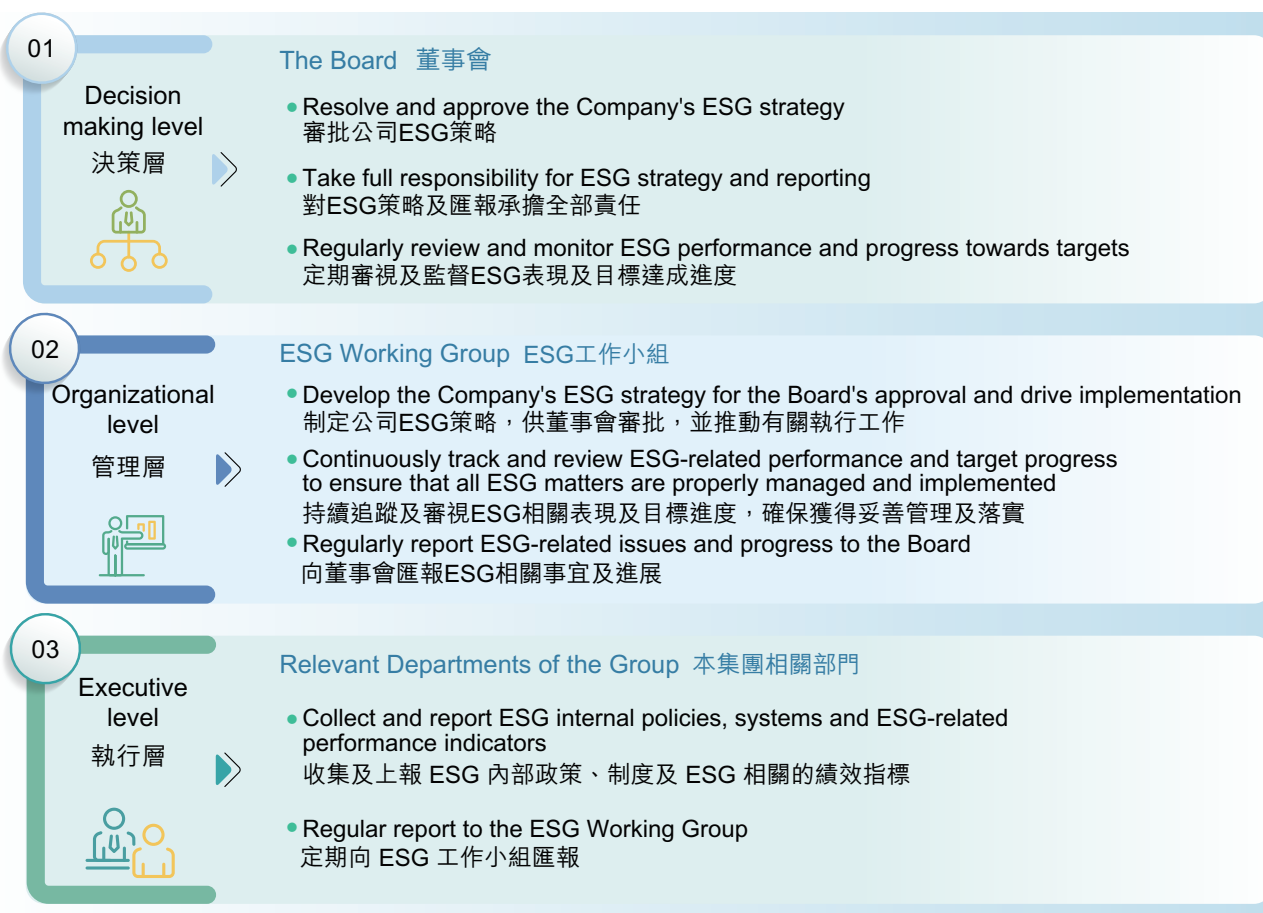 01
Decision
making level
決策層
The Board 董事會
Resolve and approve the Company's ESG strategy
審批公司ESG策略
Take full responsibility for ESG strategy and reporting
對ESG策略及匯報承擔全部責任
Regularly review and monitor ESG performance and progress towards targets
定期審視及監督ESG表現及目標達成進度
02
Organizational
level
管理層
ESG Working Group ESG工作小組
Develop the Company's ESG strategy for the Board's approval and drive implementation
制定公司ESG策略，供董事會審批，並推動有關執行工作
Continuously track and review ESG-related performance and target progress
to ensure that all ESG matters are properly managed and implemented
持續追蹤及審視ESG相關表現及目標進度，確保獲得妥善管理及落實
Regularly report ESG-related issues and progress to the Board
向董事會匯報ESG相關事宜及進展
03
Executive
level
執行層
Relevant Departments of the Group 本集團相關部門
Collect and report ESG internal policies, systems and ESG-related
performance indicators
收集及上報 ESG 內部政策、制度及 ESG 相關的績效指標
Regular report to the ESG Working Group
定期向 ESG 工作小組匯報